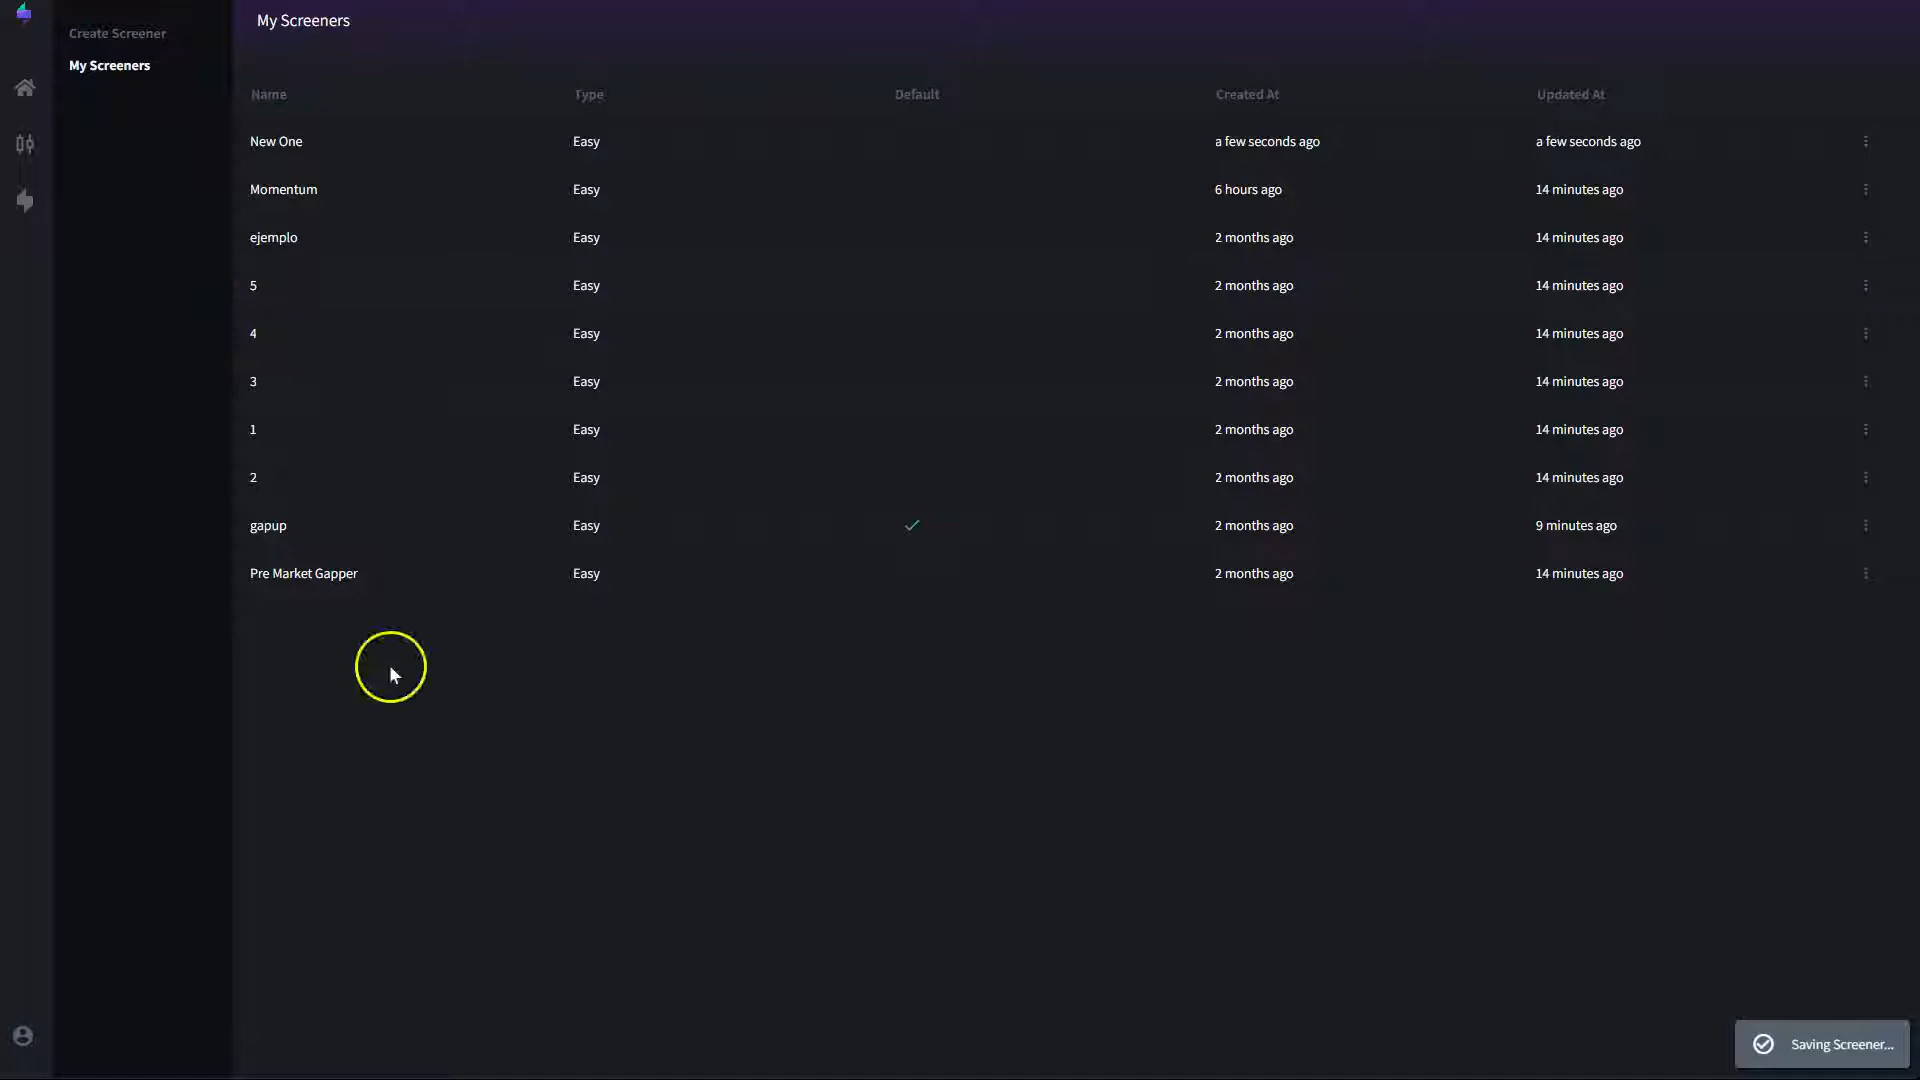 Create Screener
My Screeners
My Screeners
Name Type Default Created At Updated At
New One Easy a few seconds ago a few seconds ago
Momentum Easy 6 hours ago 14 minutes ago
ejemplo Easy 2 months ago 14 minutes ago
5 Easy 2 months ago 14 minutes ago
4 Easy 2 months ago 14 minutes ago
3 Easy 2 months ago 14 minutes ago
1 Easy 2 months ago 14 minutes ago
2 Easy 2 months ago 14 minutes ago
gapup Easy 2 months ago 9 minutes ago
Pre Market Gapper Easy 2 months ago 14 minutes ago
Saving Screener...